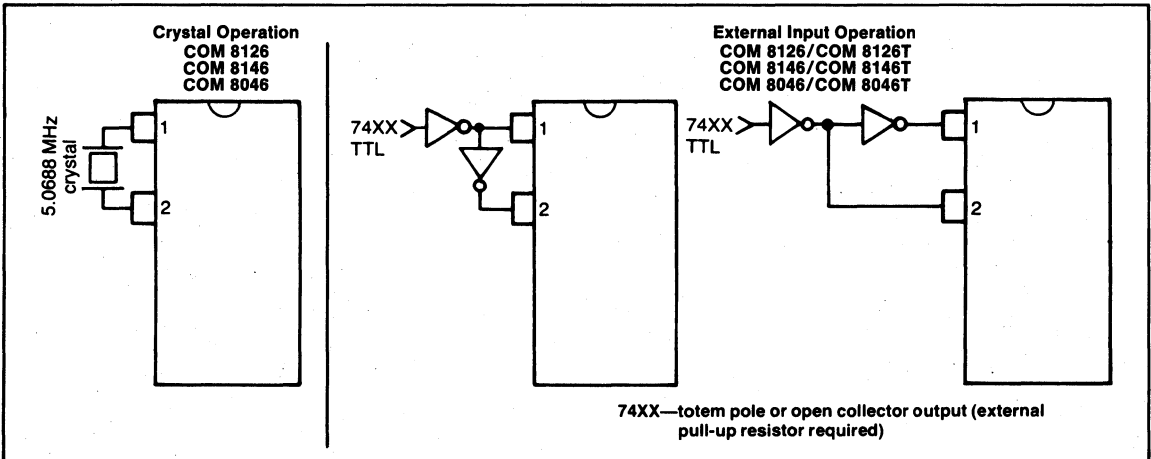 Crystal Operation
COM 8126
COM 8146
COM 8046
5.0688 MHz
crystal
1
2
External Input Operation
COM 8126/COM 8126T
COM 8146/COM 8146T
COM 8046/COM 8046T
74XX
TTL
1
2
74XX
TTL
1
2
74XX—totem pole or open collector output (external
pull-up resistor required)